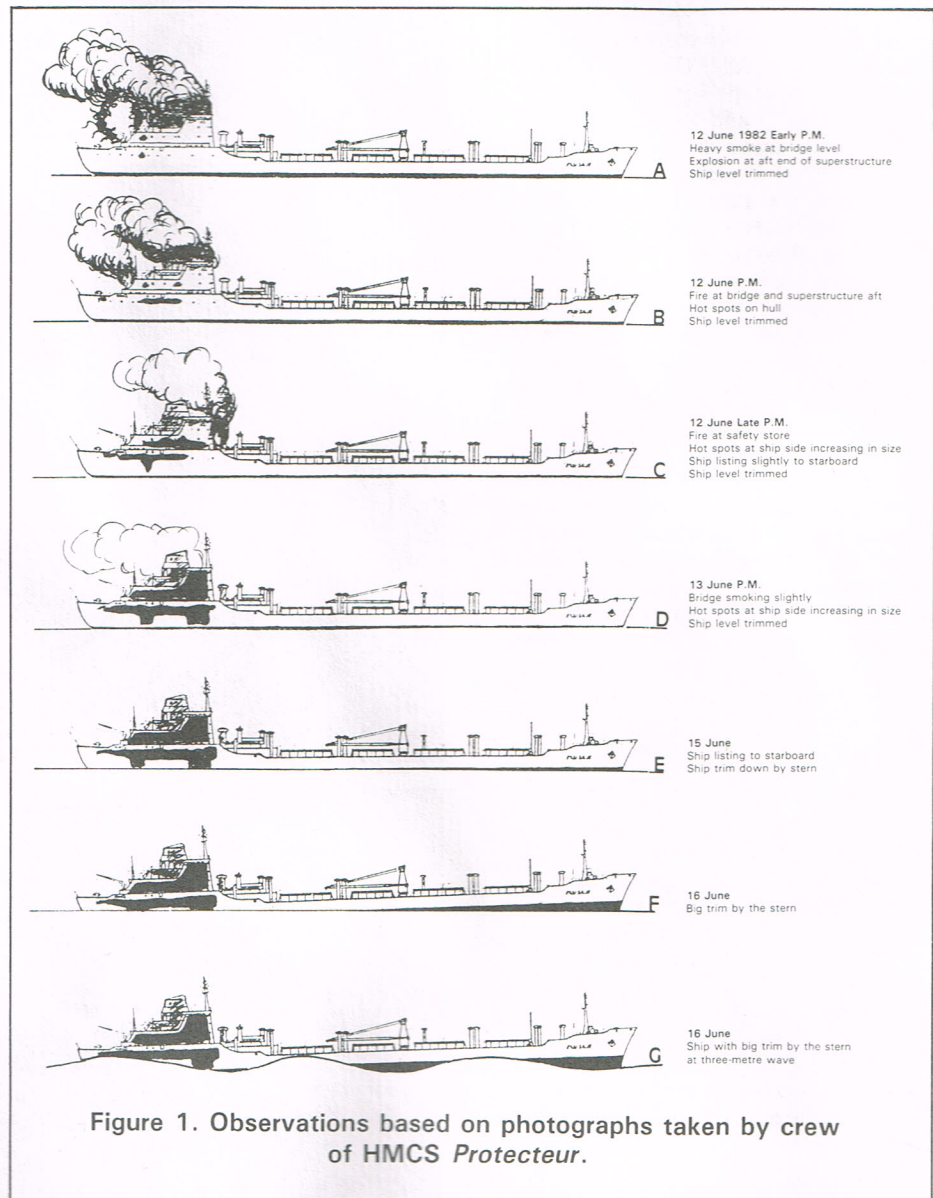 12 June 1982 Early P.M.
Heavy smoke at bridge level
Explosion at aft end of superstructure
Ship level trimmed
A
12 June P.M.
Fire at bridge and superstructure aft
Hot spots on hull
Ship level trimmed
B
12 June Late P.M.
Fire at safety store
Hot spots at ship side increasing in size
Ship listing slightly to starboard
Ship level trimmed
C
13 June P.M.
Bridge smoking slightly
Hot spots at ship side increasing in size
Ship level trimmed
D
15 June
Ship listing to starboard
Ship trim down by stern
E
16 June
Big trim by the stern
F
16 June
Ship with big trim by the stern
at three-metre wave
G
Figure 1. Observations based on photographs taken by crew
of HMCS Protecteur.